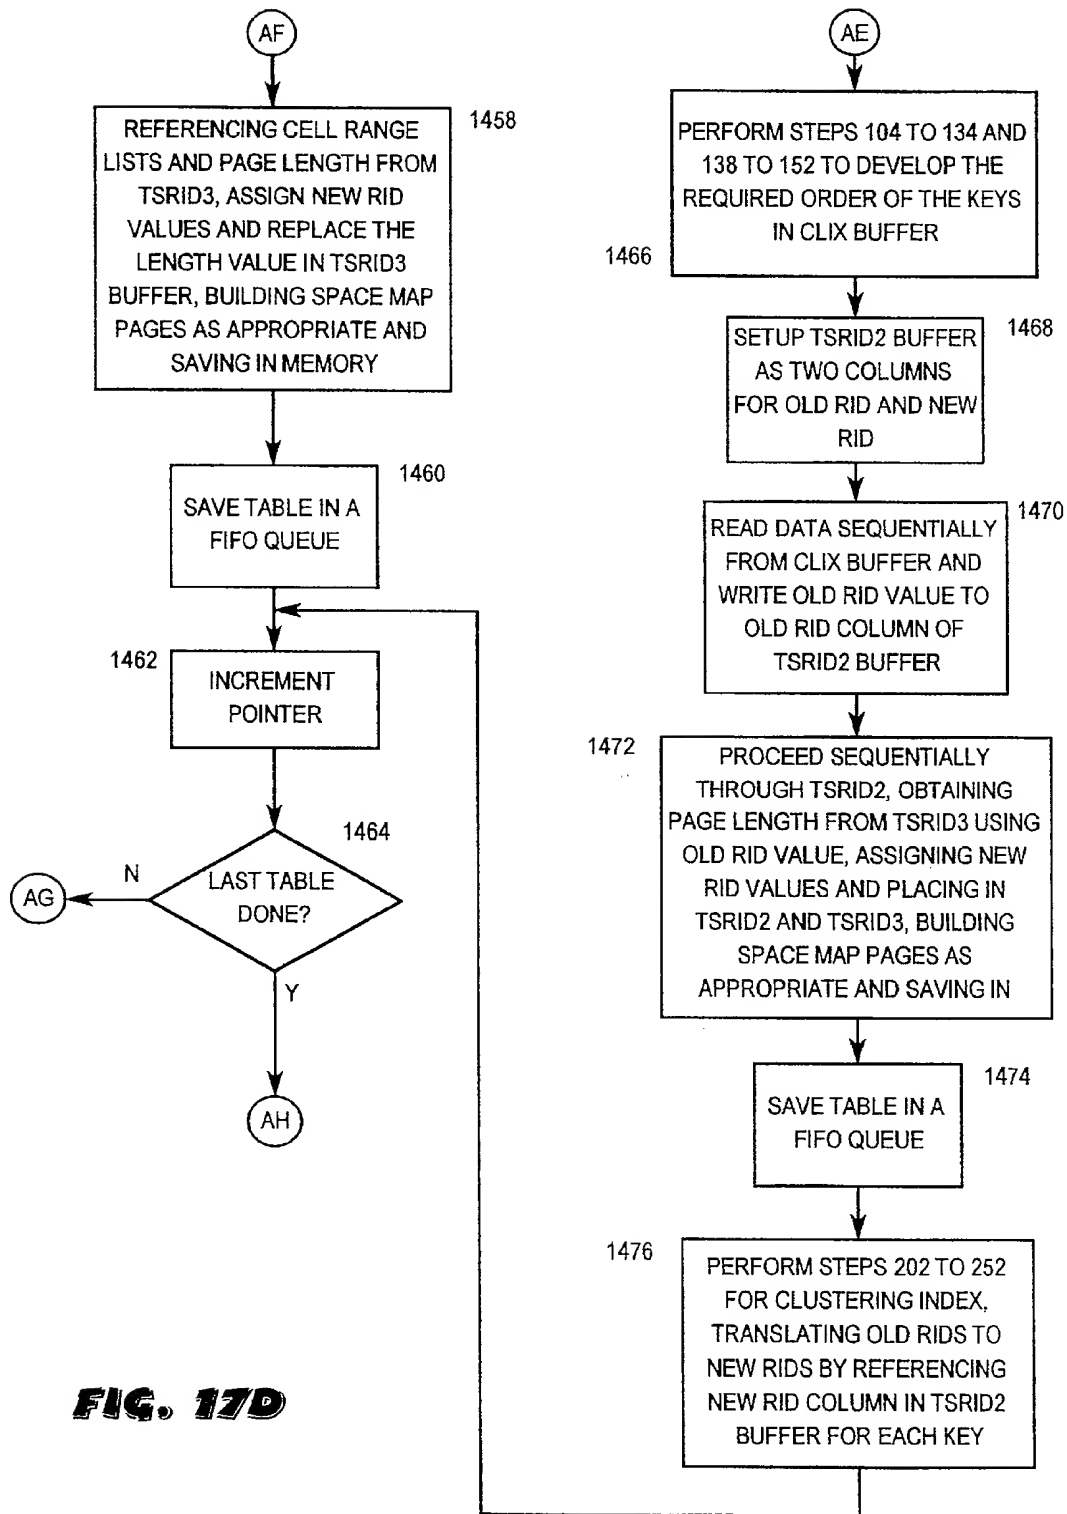 AF
1458
REFERENCING CELL RANGE
LISTS AND PAGE LENGTH FROM
TSRID3, ASSIGN NEW RID
VALUES AND REPLACE THE
LENGTH VALUE IN TSRID3
BUFFER, BUILDING SPACE MAP
PAGES AS APPROPRIATE AND
SAVING IN MEMORY
1460
SAVE TABLE IN A
FIFO QUEUE
1462
INCREMENT
POINTER
1464
LAST TABLE
DONE?
N
AG
Y
AH
AE
PERFORM STEPS 104 TO 134 AND
138 TO 152 TO DEVELOP THE
REQUIRED ORDER OF THE KEYS
IN CLIX BUFFER
1466
1468
SETUP TSRID2 BUFFER
AS TWO COLUMNS
FOR OLD RID AND NEW
RID
1470
READ DATA SEQUENTIALLY
FROM CLIX BUFFER AND
WRITE OLD RID VALUE TO
OLD RID COLUMN OF
TSRID2 BUFFER
1472
PROCEED SEQUENTIALLY
THROUGH TSRID2, OBTAINING
PAGE LENGTH FROM TSRID3 USING
OLD RID VALUE, ASSIGNING NEW
RID VALUES AND PLACING IN
TSRID2 AND TSRID3, BUILDING
SPACE MAP PAGES AS
APPROPRIATE AND SAVING IN
1474
SAVE TABLE IN A
FIFO QUEUE
1476
PERFORM STEPS 202 TO 252
FOR CLUSTERING INDEX,
TRANSLATING OLD RIDS TO
NEW RIDS BY REFERENCING
NEW RID COLUMN IN TSRID2
BUFFER FOR EACH KEY
FIG. 17D